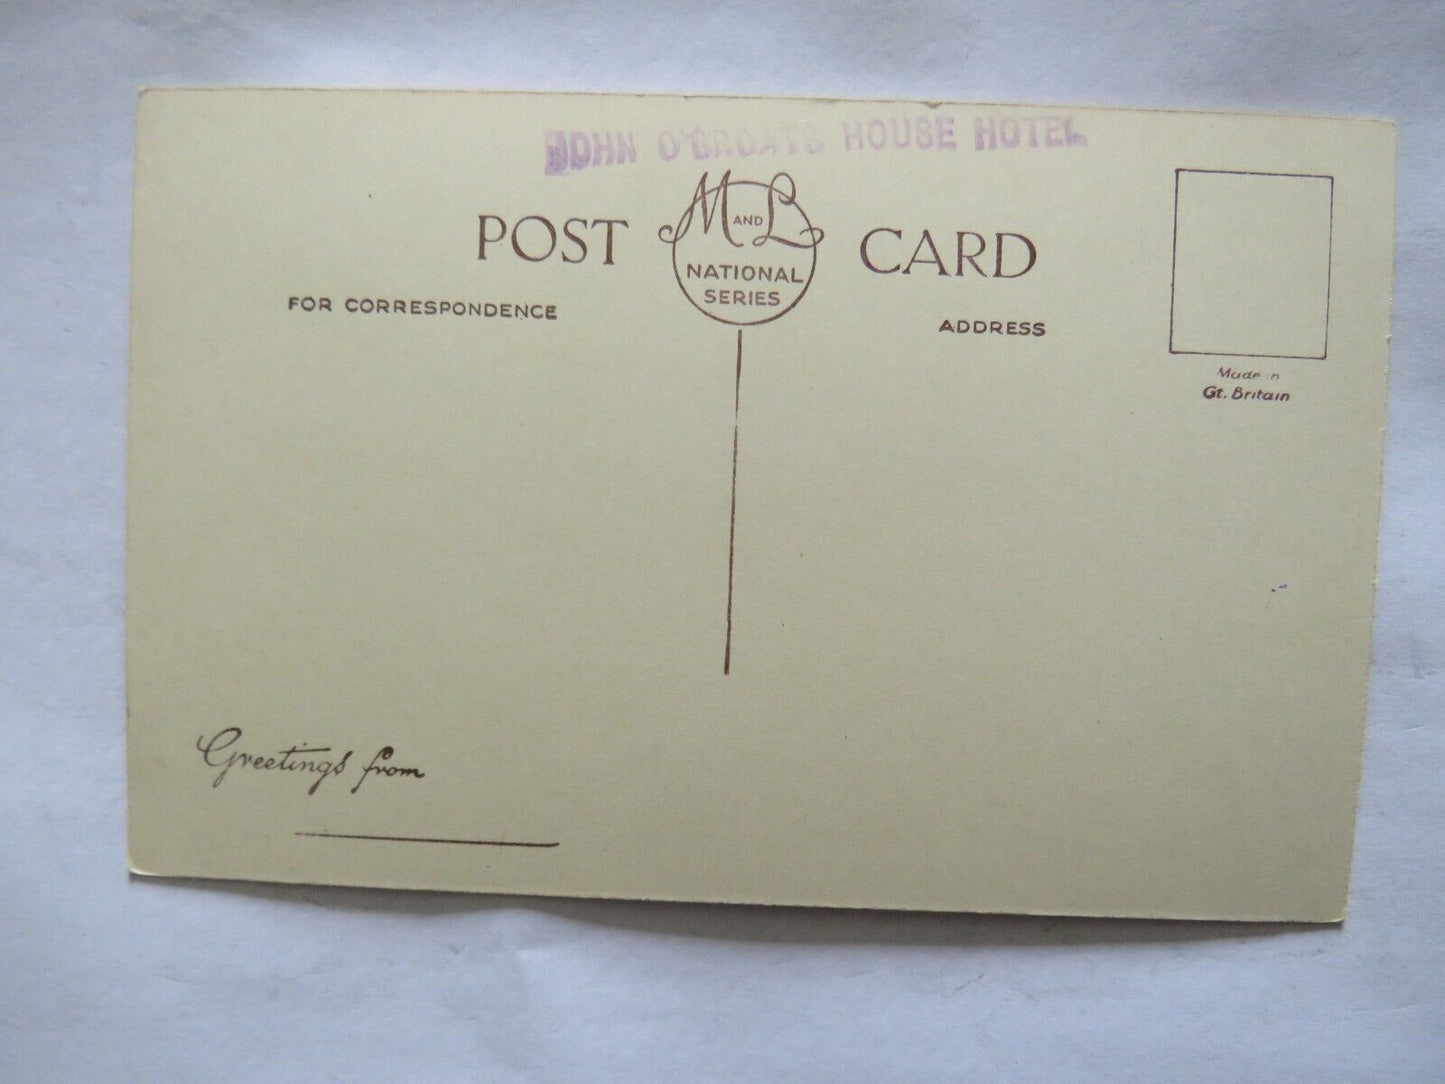 JOHN O'GROATS HOUSE HOTEL
POST M AND L CARD
NATIONAL
SERIES
FOR CORRESPONDENCE
ADDRESS
Made in
Gt. Britain
Greetings from